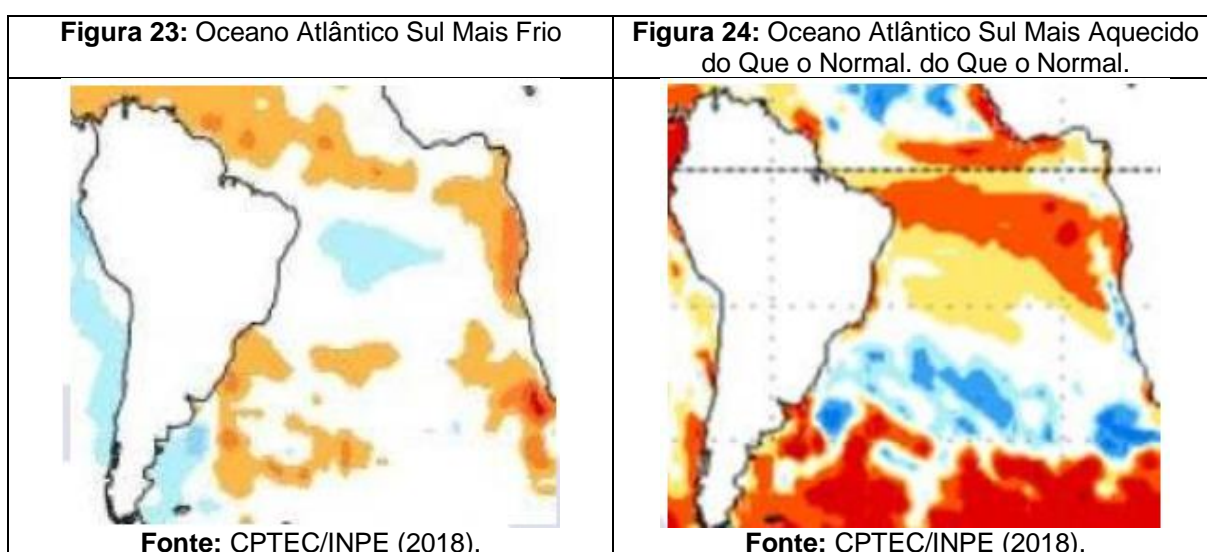 Figura 23: Oceano Atlântico Sul Mais Frio
Figura 24: Oceano Atlântico Sul Mais Aquecido
do Que o Normal. do Que o Normal.
Fonte: CPTEC/INPE (2018).
Fonte: CPTEC/INPE (2018).